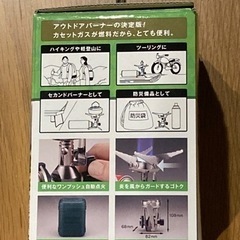 アウトドアバーナーの決定版!
カセットガスが燃料だから、とても便利。
ハイキングや軽登山に
ツーリングに
セカンドバーナーとして
防災備品として
防災袋
便利なワンプッシュ自動点火
炎を風からガードするゴトク
108mm
68mm
82mm